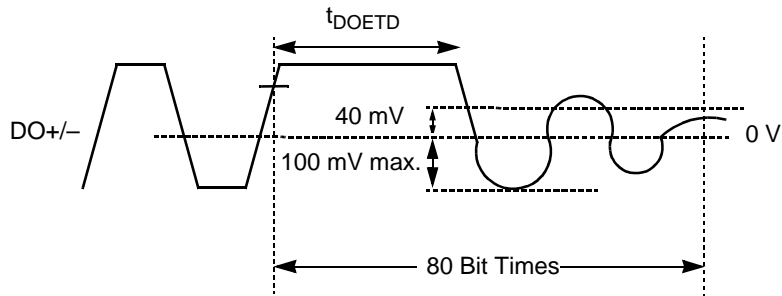 tDOETD
40 mV
DO+/–
0 V
100 mV max.
80 Bit Times